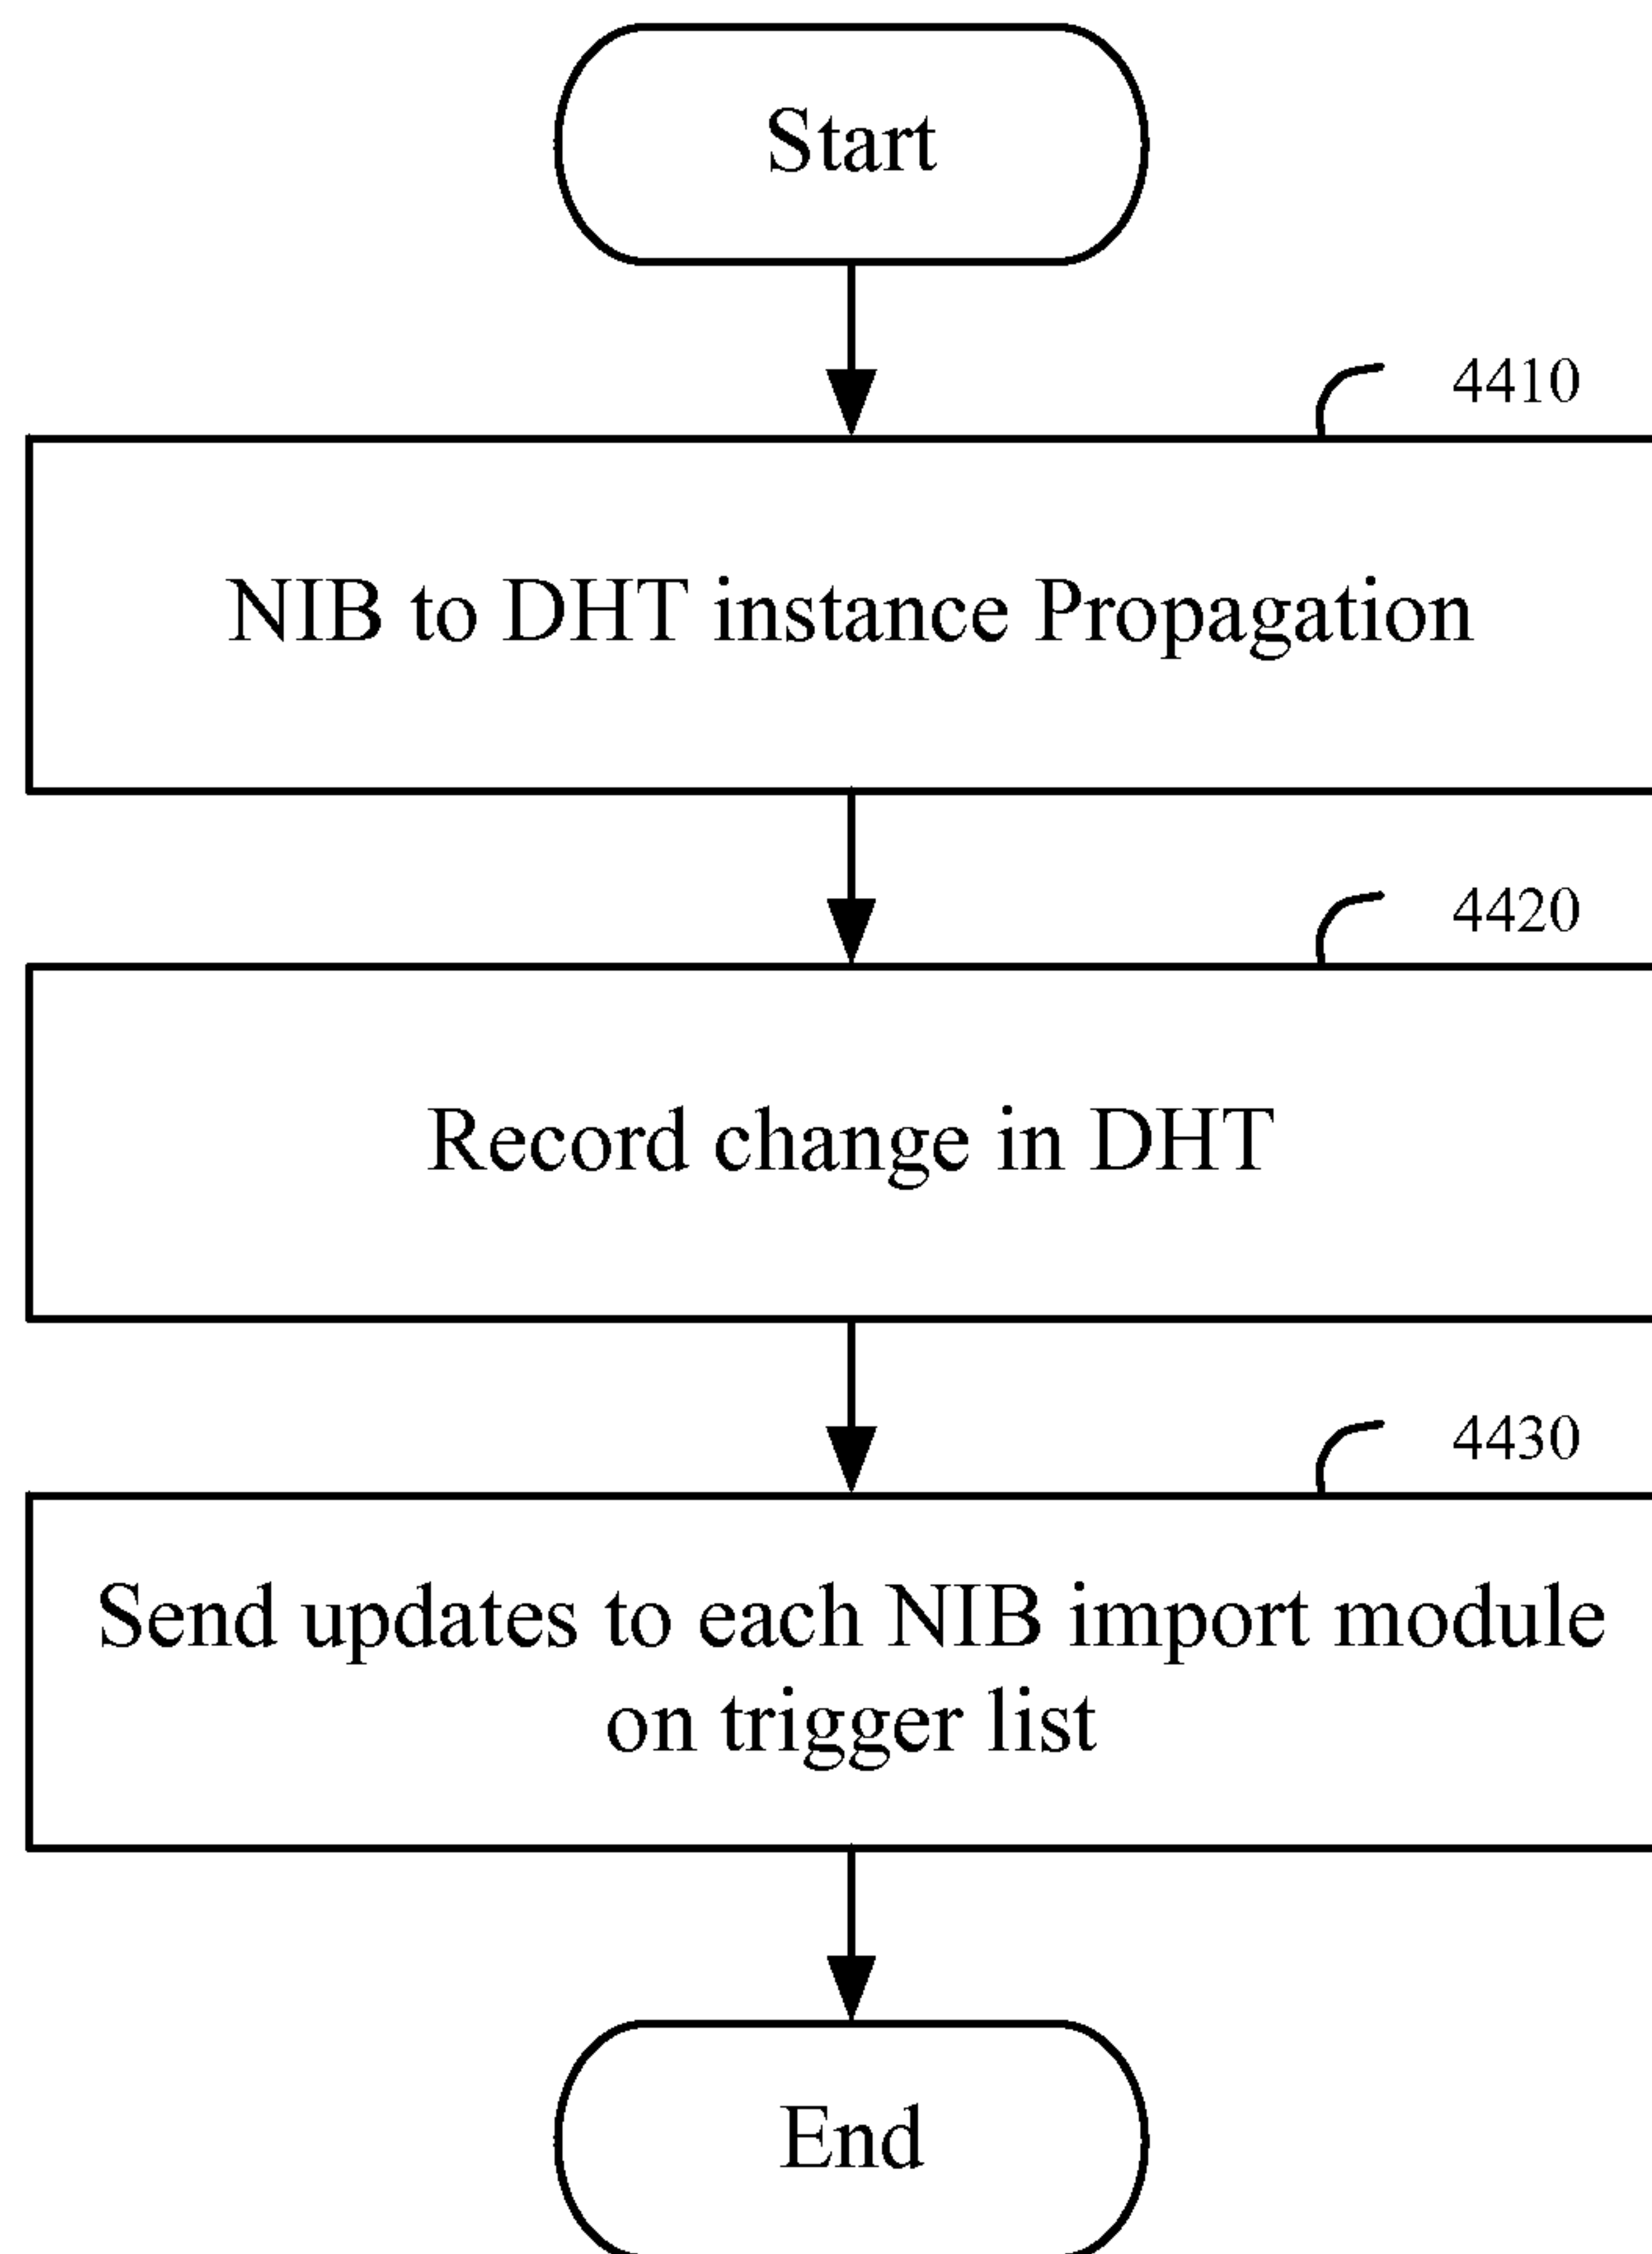 Start
4410
NIB to DHT instance Propagation
4420
Record change in DHT
4430
Send updates to each NIB import module
on trigger list
End